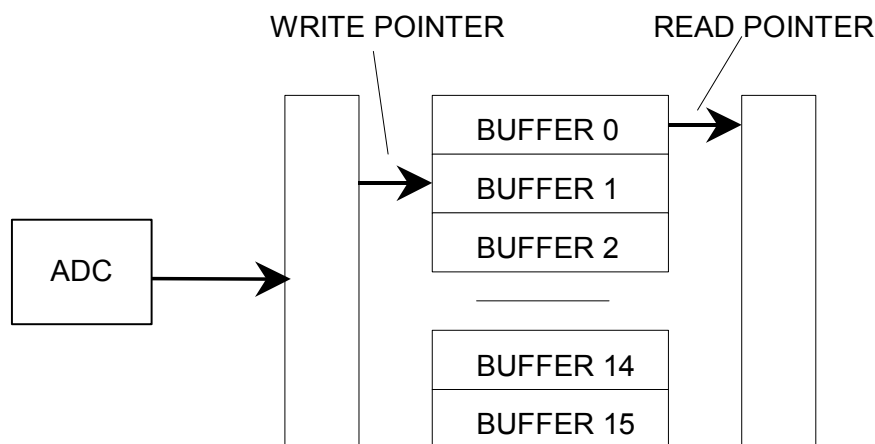 WRITE POINTER
READ POINTER
BUFFER 0
BUFFER 1
BUFFER 2
ADC
BUFFER 14
BUFFER 15